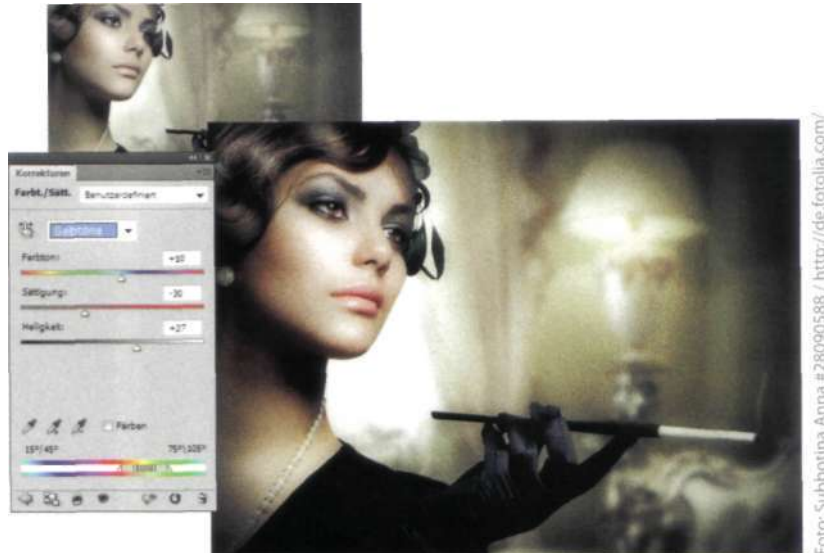 Korrekturen
Farbt./Sätt. Benutzerdefiniert
Gelbtöne
Farbton: +10
Sättigung: -30
Helligkeit: +27
Färben
15°/45° 75°\105°
Foto: Subbotina Anna #28090588 / http://de.fotolia.com/